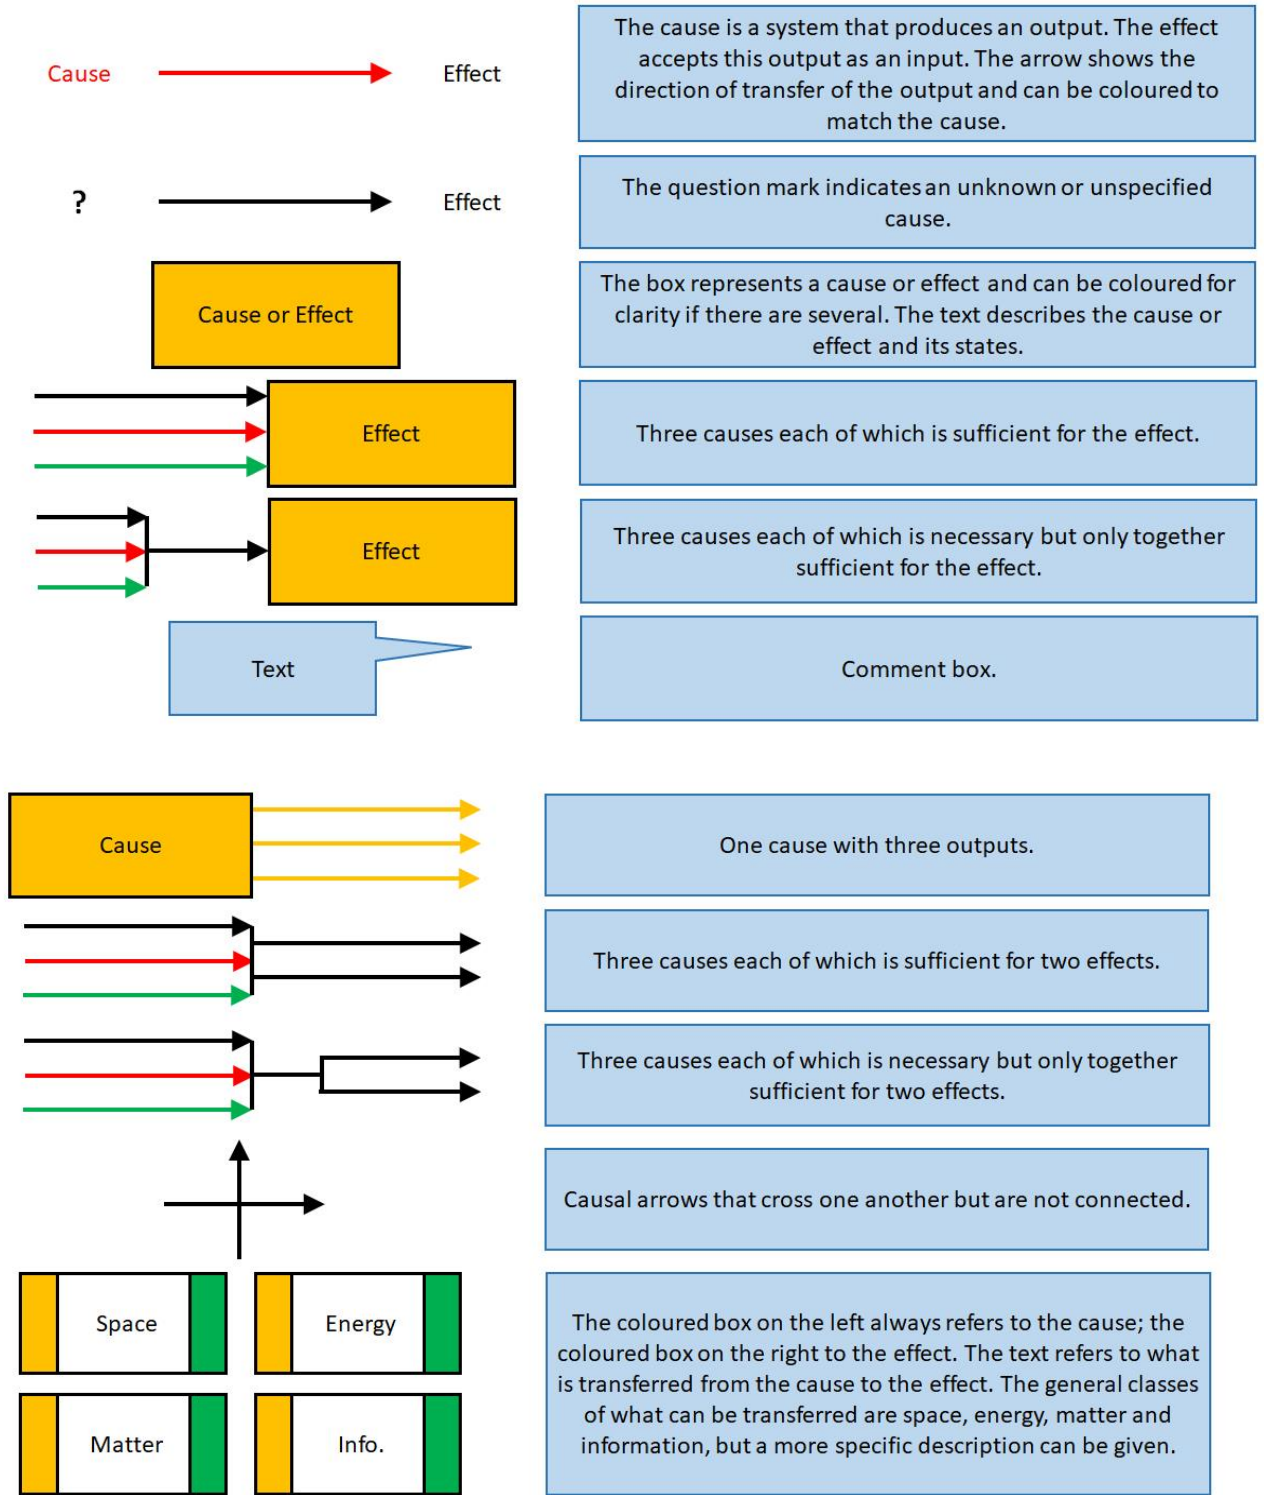 Cause
Effect
The cause is a system that produces an output. The effect
accepts this output as an input. The arrow shows the
direction of transfer of the output and can be coloured to
match the cause.
?
Effect
The question mark indicates an unknown or unspecified
cause.
Cause or Effect
The box represents a cause or effect and can be coloured for
clarity if there are several. The text describes the cause or
effect and its states.
Effect
Three causes each of which is sufficient for the effect.
Effect
Three causes each of which is necessary but only together
sufficient for the effect.
Text
Comment box.
Cause
One cause with three outputs.
Three causes each of which is sufficient for two effects.
Three causes each of which is necessary but only together
sufficient for two effects.
Causal arrows that cross one another but are not connected.
Space
Energy
Matter
Info.
The coloured box on the left always refers to the cause; the
coloured box on the right to the effect. The text refers to what
is transferred from the cause to the effect. The general classes
of what can be transferred are space, energy, matter and
information, but a more specific description can be given.